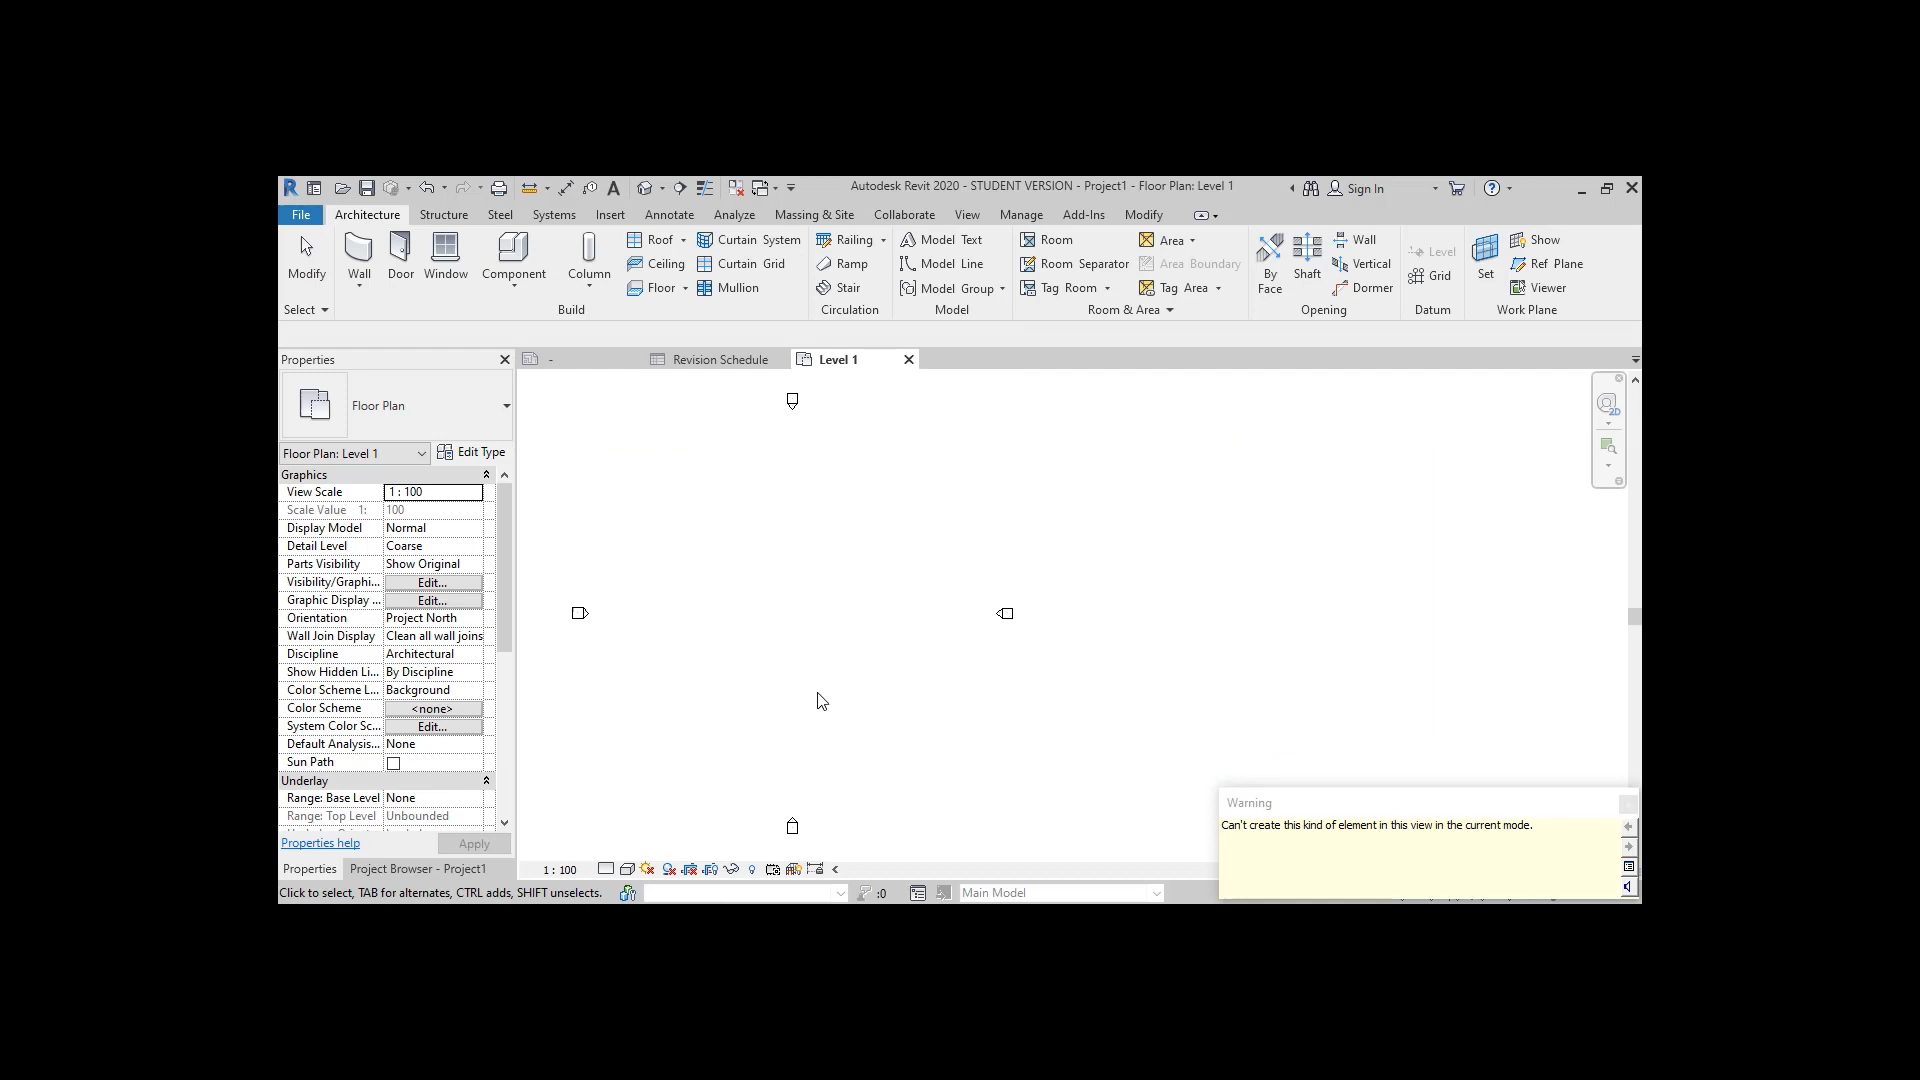 Autodesk Revit 2020 - STUDENT VERSION - Project1 - Floor Plan: Level 1
Sign In
File Architecture Structure Steel Systems Insert Annotate Analyze Massing & Site Collaborate View Manage Add-Ins Modify
Modify
Wall
Door
Window
Component
Column
Roof
Ceiling
Floor
Curtain System
Curtain Grid
Mullion
Railing
Ramp
Stair
Model Text
Model Line
Model Group
Room
Room Separator
Tag Room
Area
Area Boundary
Tag Area
By
Face
Shaft
Wall
Vertical
Dormer
Level
Grid
Set
Show
Ref Plane
Viewer
Select Build Circulation Model Room & Area Opening Datum Work Plane
Properties
- Revision Schedule Level 1
Floor Plan
2D
Floor Plan: Level 1 Edit Type
Graphics
View Scale 1 : 100
Scale Value 1: 100
Display Model Normal
Detail Level Coarse
Parts Visibility Show Original
Visibility/Graphi... Edit...
Graphic Display ... Edit...
Orientation Project North
Wall Join Display Clean all wall joins
Discipline Architectural
Show Hidden Li... By Discipline
Color Scheme L... Background
Color Scheme <none>
System Color Sc... Edit...
Default Analysis... None
Sun Path
Underlay
Range: Base Level None
Range: Top Level Unbounded
Properties help Apply
Properties Project Browser - Project1
1 : 100
Click to select, TAB for alternates, CTRL adds, SHIFT unselects.
:0
Main Model
Warning
Can't create this kind of element in this view in the current mode.